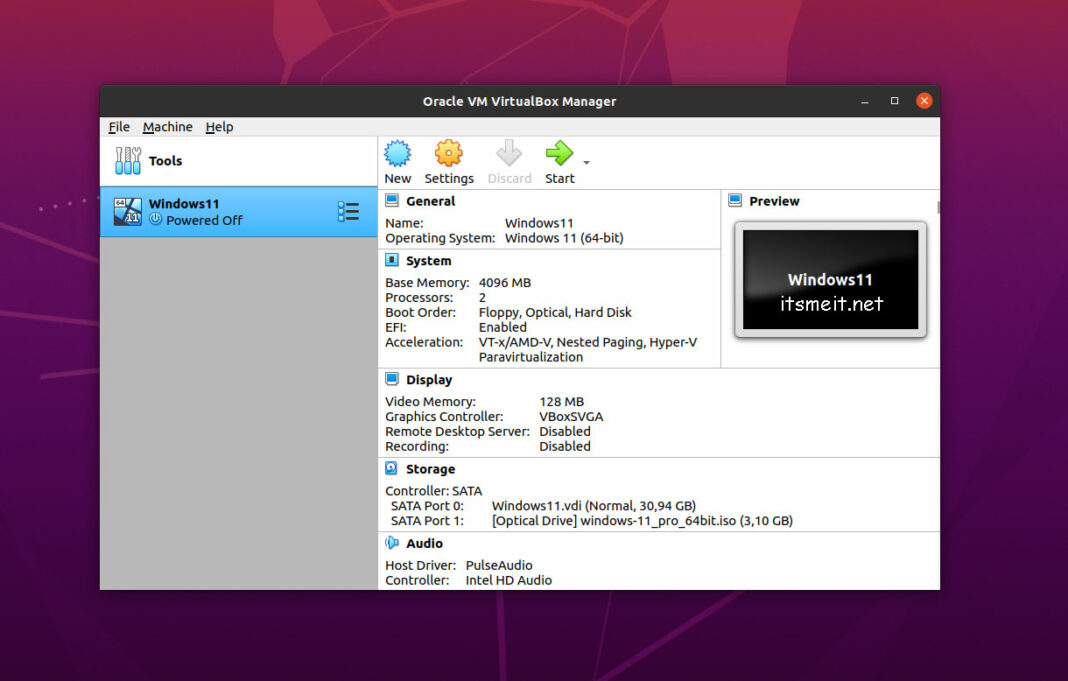 Oracle VM VirtualBox Manager
File Machine Help
Tools
New Settings Discard Start
64 11
Windows11
Powered Off
General
Name: Windows11
Operating System: Windows 11 (64-bit)
Preview
Windows11
itsmeit.net
System
Base Memory: 4096 MB
Processors: 2
Boot Order: Floppy, Optical, Hard Disk
EFI: Enabled
Acceleration: VT-x/AMD-V, Nested Paging, Hyper-V
Paravirtualization
Display
Video Memory: 128 MB
Graphics Controller: VBoxSVGA
Remote Desktop Server: Disabled
Recording: Disabled
Storage
Controller: SATA
SATA Port 0: Windows11.vdi (Normal, 30,94 GB)
SATA Port 1: [Optical Drive] windows-11_pro_64bit.iso (3,10 GB)
Audio
Host Driver: PulseAudio
Controller: Intel HD Audio